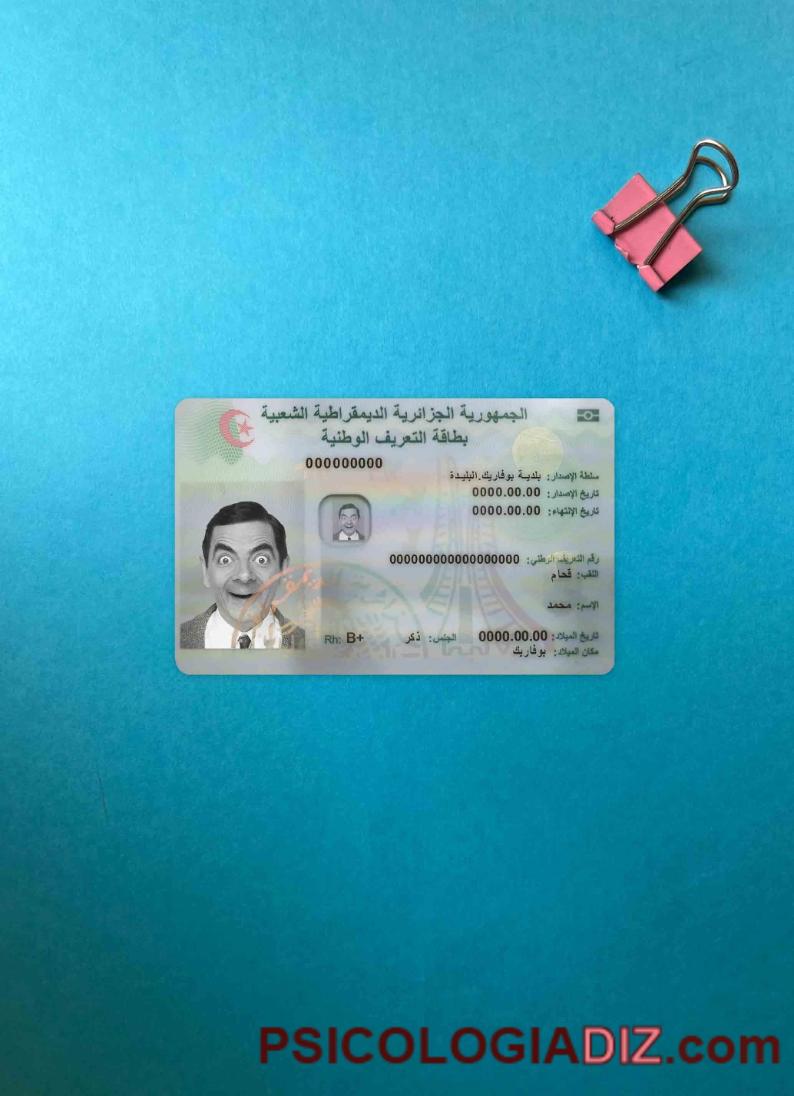 الجمهورية الجزائرية الديمقراطية الشعبية
بطاقة التعريف الوطنية
000000000
سلطة الإصدار: بلدية بوفاريك.البليدة
تاريخ الإصدار: 0000.00.00
تاريخ الإنتهاء: 0000.00.00
رقم التعريف الوطني: 000000000000000000
اللقب: قحام
الإسم: محمد
تاريخ الميلاد: 0000.00.00 الجنس: ذكر Rh: B+
مكان الميلاد: بوفاريك
PSICOLOGIADIZ.com